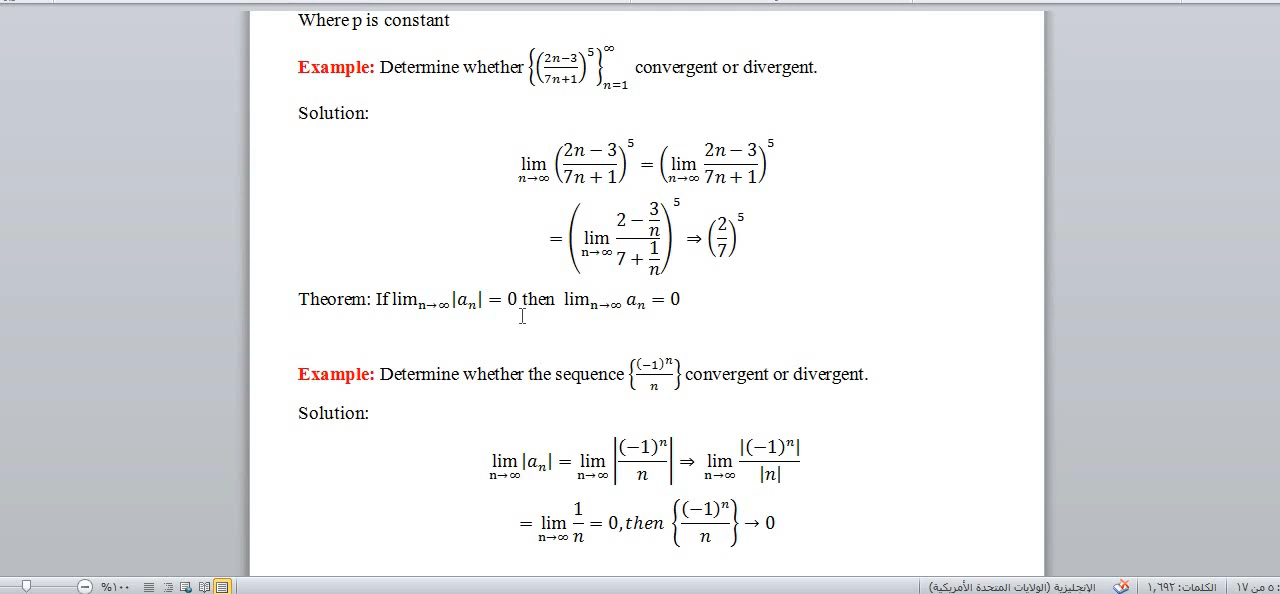 Where p is constant
Example: Determine whether {((2n−3)/(7n+1))^5}_{n=1}^∞ convergent or divergent.
Solution:
lim_{n→∞} ((2n − 3)/(7n + 1))^5 = (lim_{n→∞} (2n − 3)/(7n + 1))^5
= (lim_{n→∞} (2 − 3/n)/(7 + 1/n))^5 ⇒ (2/7)^5
Theorem: If lim_{n→∞}|a_n| = 0 then lim_{n→∞} a_n = 0
Example: Determine whether the sequence {(−1)^n/n} convergent or divergent.
Solution:
lim_{n→∞}|a_n| = lim_{n→∞} |(−1)^n/n| ⇒ lim_{n→∞} |(−1)^n|/|n|
= lim_{n→∞} 1/n = 0, then {(−1)^n/n} → 0
٥ من ١٧ الكلمات: ١,٦٩٢ الإنجليزية (الولايات المتحدة الأمريكية) %١٠٠